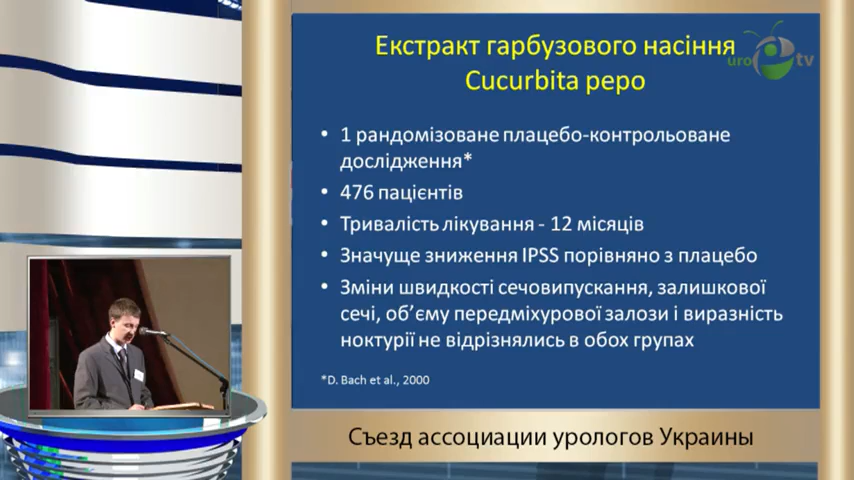 Екстракт гарбузового насіння
Cucurbita pepo
uro tv
• 1 рандомізоване плацебо-контрольоване
дослідження*
• 476 пацієнтів
• Тривалість лікування - 12 місяців
• Значуще зниження IPSS порівняно з плацебо
• Зміни швидкості сечовипускання, залишкової
сечі, об’єму передміхурової залози і виразність
ноктурії не відрізнялись в обох групах
*D. Bach et al., 2000
Съезд ассоциации урологов Украины